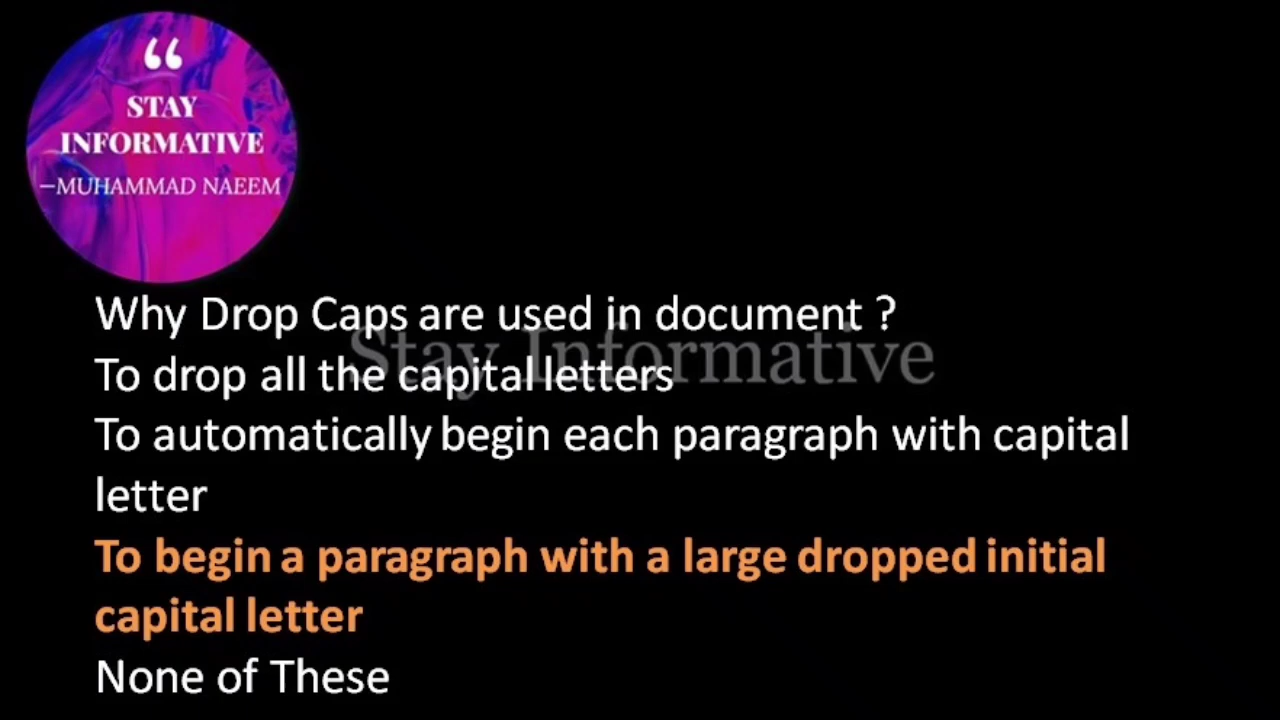 “
STAY
INFORMATIVE
—MUHAMMAD NAEEM
Why Drop Caps are used in document ?
Stay Informative
To drop all the capital letters
To automatically begin each paragraph with capital
letter
To begin a paragraph with a large dropped initial
capital letter
None of These